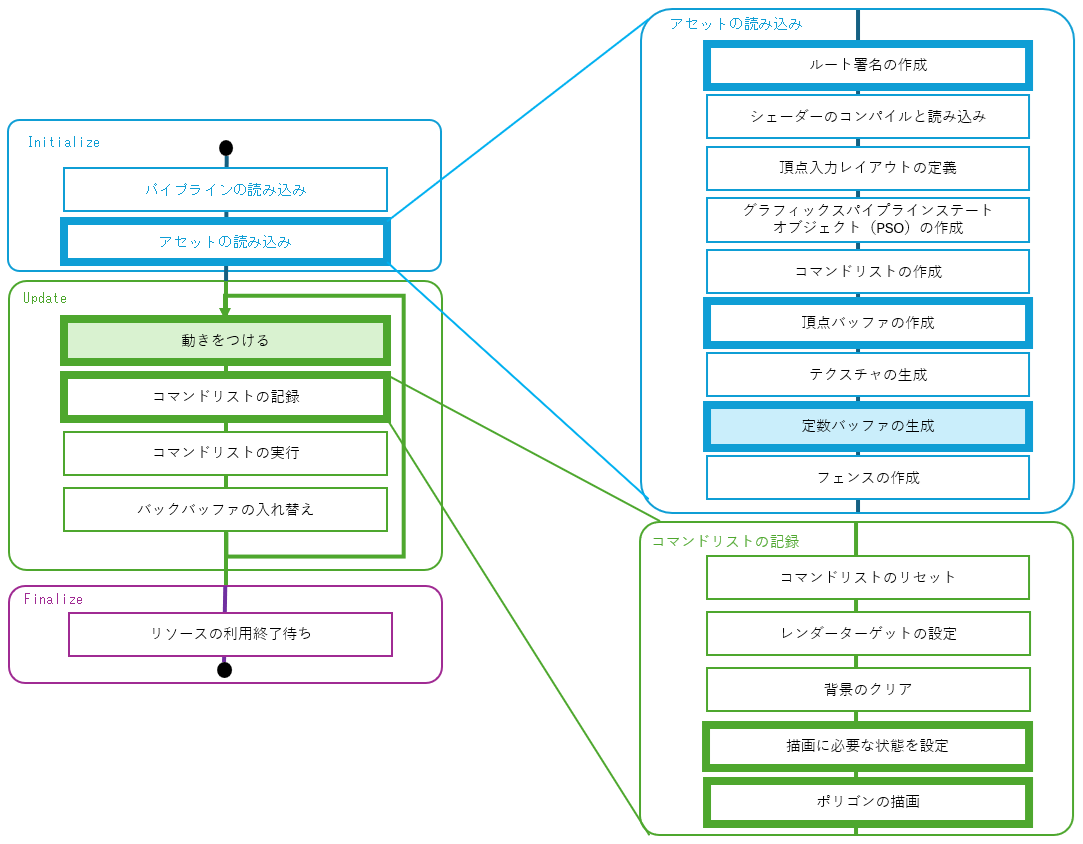 Initialize
パイプラインの読み込み
アセットの読み込み
Update
動きをつける
コマンドリストの記録
コマンドリストの実行
バックバッファの入れ替え
Finalize
リソースの利用終了待ち
アセットの読み込み
ルート署名の作成
シェーダーのコンパイルと読み込み
頂点入力レイアウトの定義
グラフィックスパイプラインステート
オブジェクト（PSO）の作成
コマンドリストの作成
頂点バッファの作成
テクスチャの生成
定数バッファの生成
フェンスの作成
コマンドリストの記録
コマンドリストのリセット
レンダーターゲットの設定
背景のクリア
描画に必要な状態を設定
ポリゴンの描画